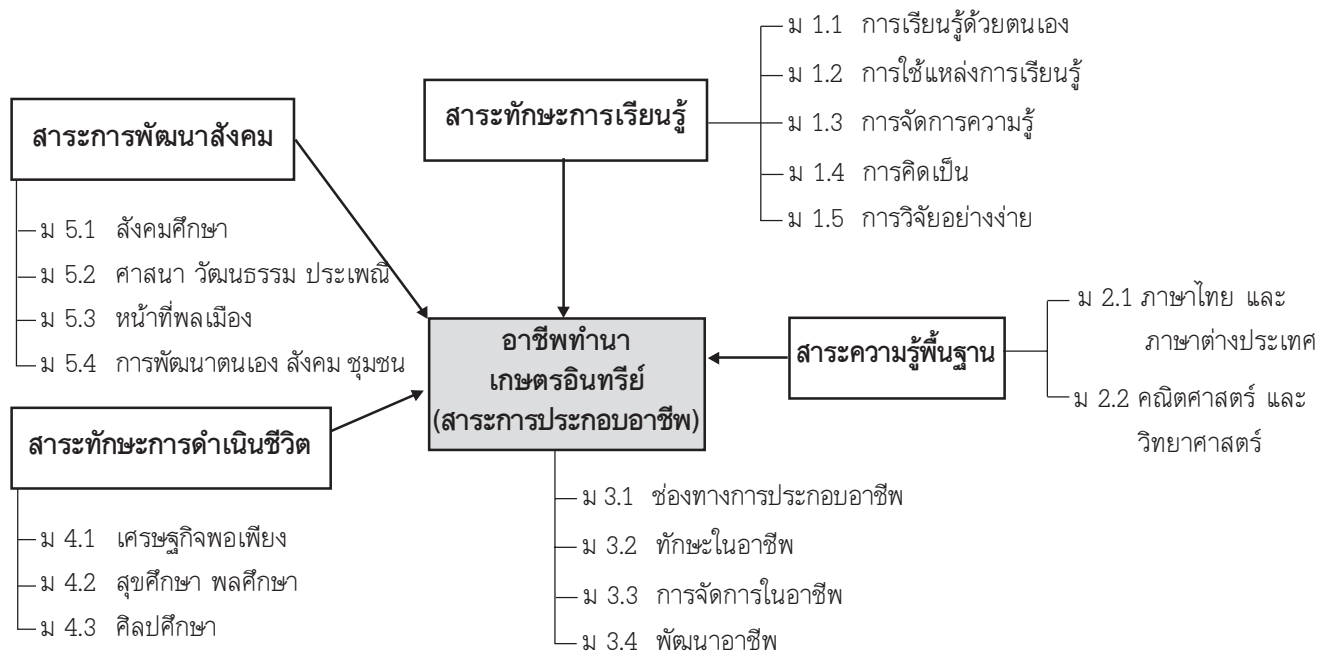 สาระทักษะการเรียนรู้
ม 1.1 การเรียนรู้ด้วยตนเอง
ม 1.2 การใช้แหล่งการเรียนรู้
ม 1.3 การจัดการความรู้
ม 1.4 การคิดเป็น
ม 1.5 การวิจัยอย่างง่าย
สาระการพัฒนาสังคม
ม 5.1 สังคมศึกษา
ม 5.2 ศาสนา วัฒนธรรม ประเพณี
ม 5.3 หน้าที่พลเมือง
ม 5.4 การพัฒนาตนเอง สังคม ชุมชน
อาชีพทำนา
เกษตรอินทรีย์
(สาระการประกอบอาชีพ)
สาระความรู้พื้นฐาน
ม 2.1 ภาษาไทย และ
ภาษาต่างประเทศ
ม 2.2 คณิตศาสตร์ และ
วิทยาศาสตร์
สาระทักษะการดำเนินชีวิต
ม 4.1 เศรษฐกิจพอเพียง
ม 4.2 สุขศึกษา พลศึกษา
ม 4.3 ศิลปศึกษา
ม 3.1 ช่องทางการประกอบอาชีพ
ม 3.2 ทักษะในอาชีพ
ม 3.3 การจัดการในอาชีพ
ม 3.4 พัฒนาอาชีพ